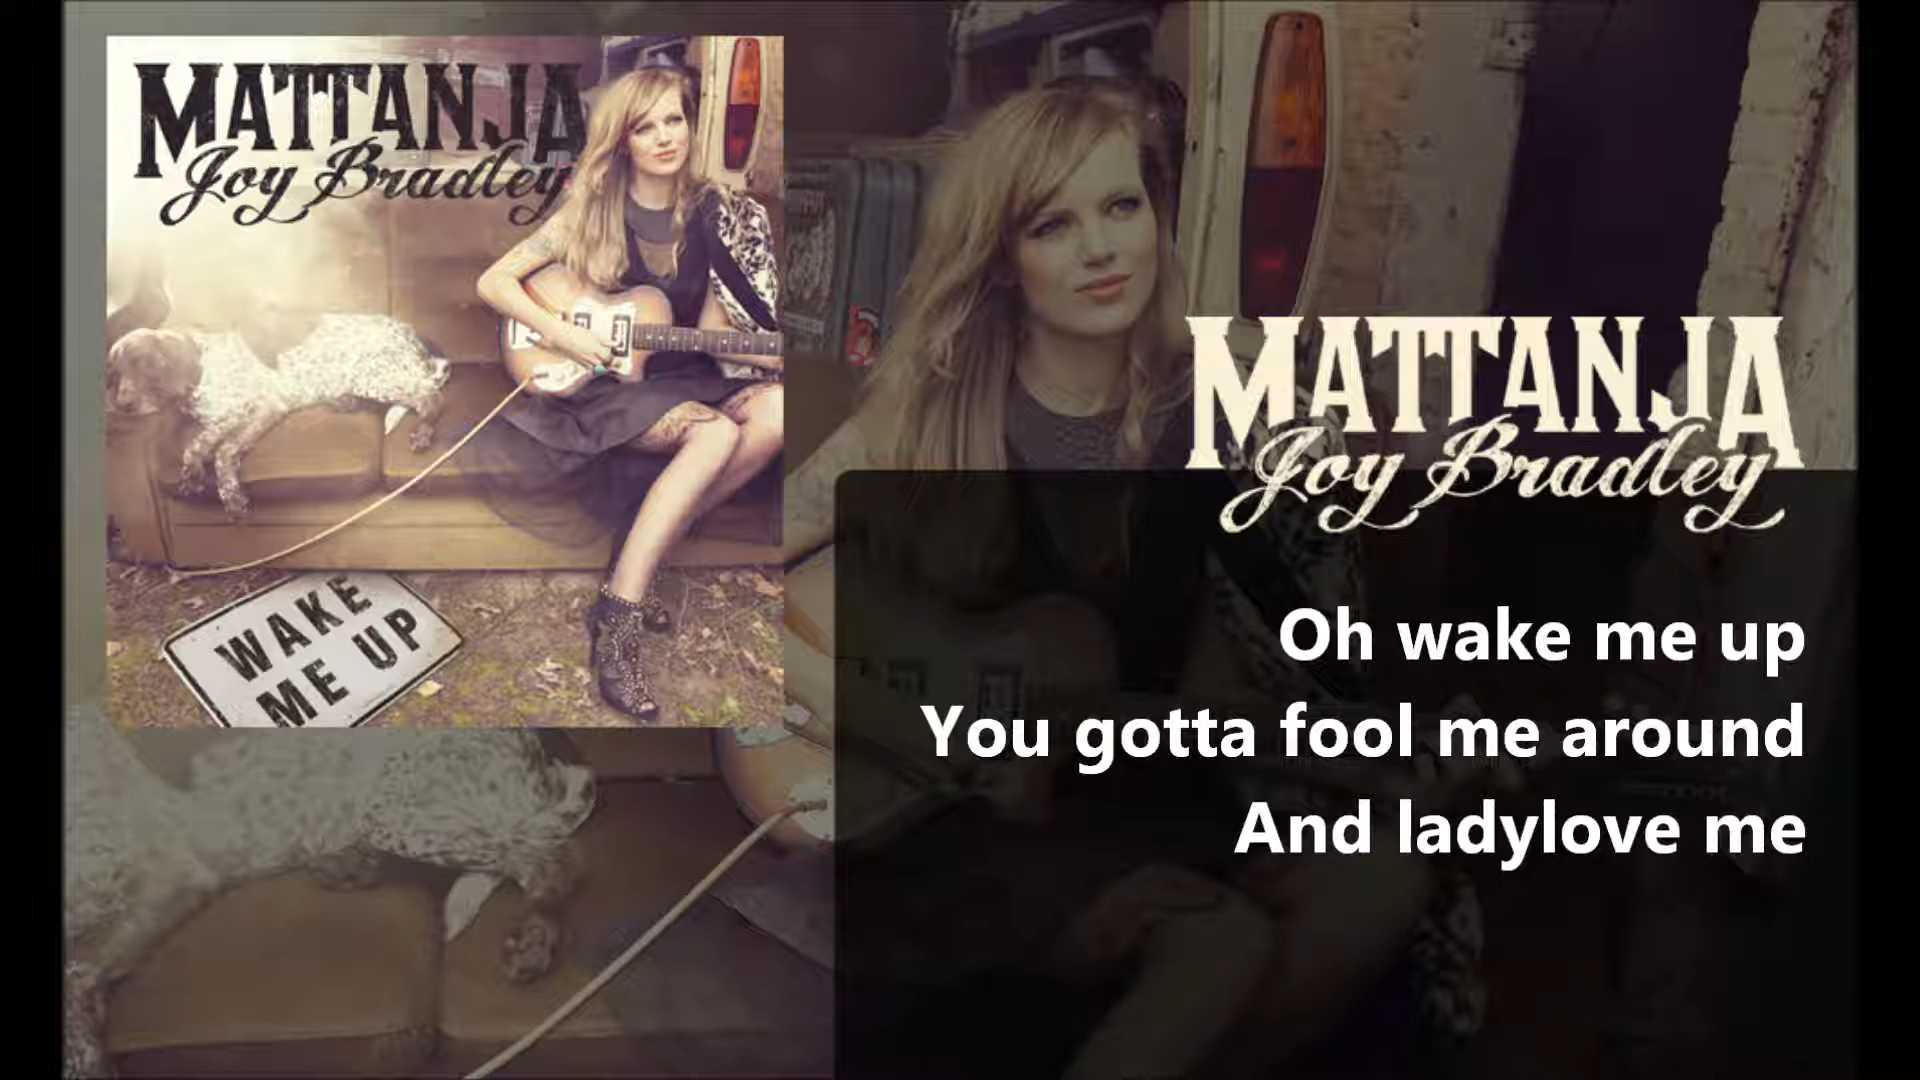 MATTANJA
Joy Bradley
WAKE
ME UP
MATTANJA
Joy Bradley
Oh wake me up
You gotta fool me around
And ladylove me